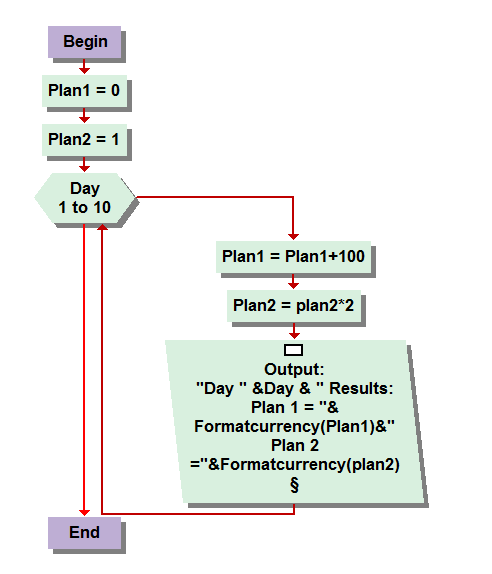 Begin
Plan1 = 0
Plan2 = 1
Day
1 to 10
Plan1 = Plan1+100
Plan2 = plan2*2
Output:
"Day " &Day & " Results:
Plan 1 = "&
Formatcurrency(Plan1)&"
Plan 2
="&Formatcurrency(plan2)
§
End